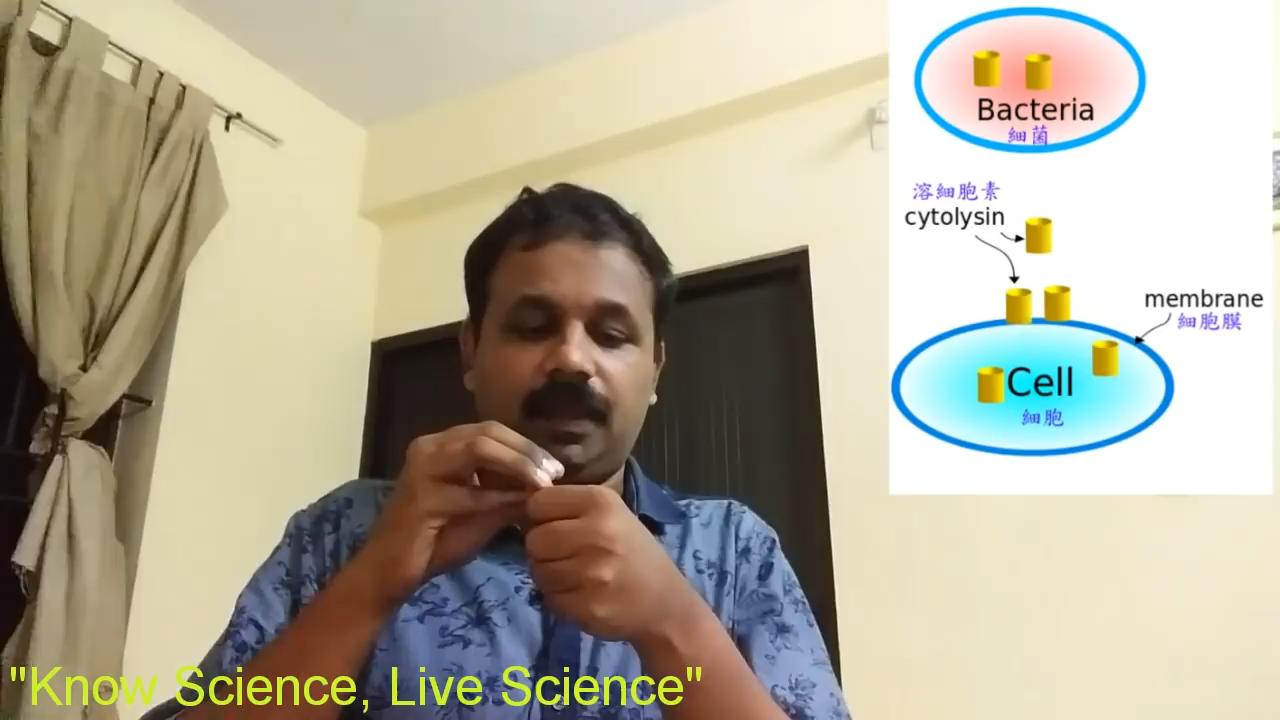 Bacteria
細菌
溶細胞素
cytolysin
membrane
細胞膜
Cell
細胞
"Know Science, Live Science"